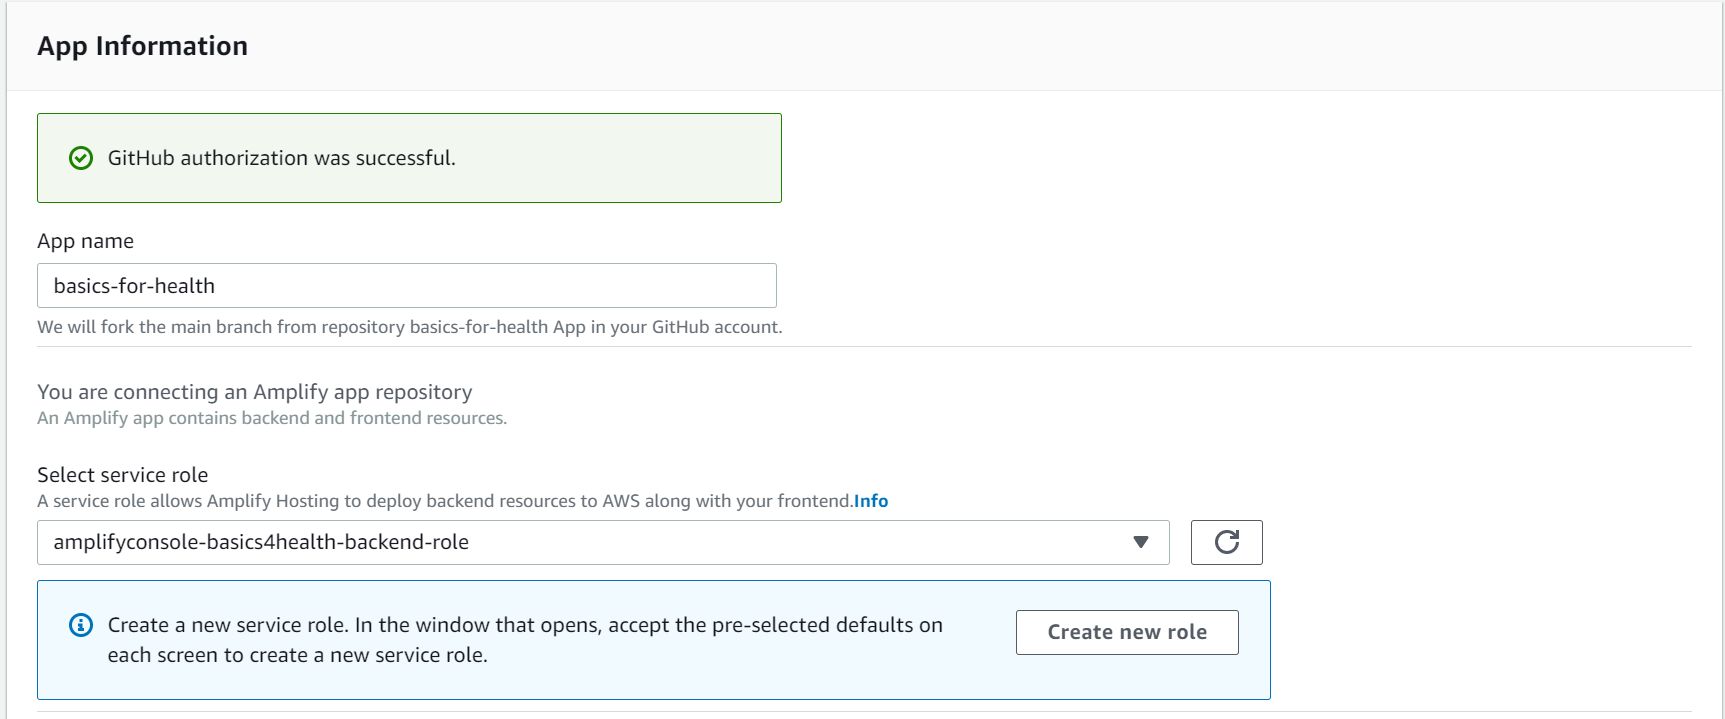 App Information
GitHub authorization was successful.
App name
basics-for-health
We will fork the main branch from repository basics-for-health App in your GitHub account.
You are connecting an Amplify app repository
An Amplify app contains backend and frontend resources.
Select service role
A service role allows Amplify Hosting to deploy backend resources to AWS along with your frontend.Info
amplifyconsole-basics4health-backend-role
Create a new service role. In the window that opens, accept the pre-selected defaults on
each screen to create a new service role.
Create new role